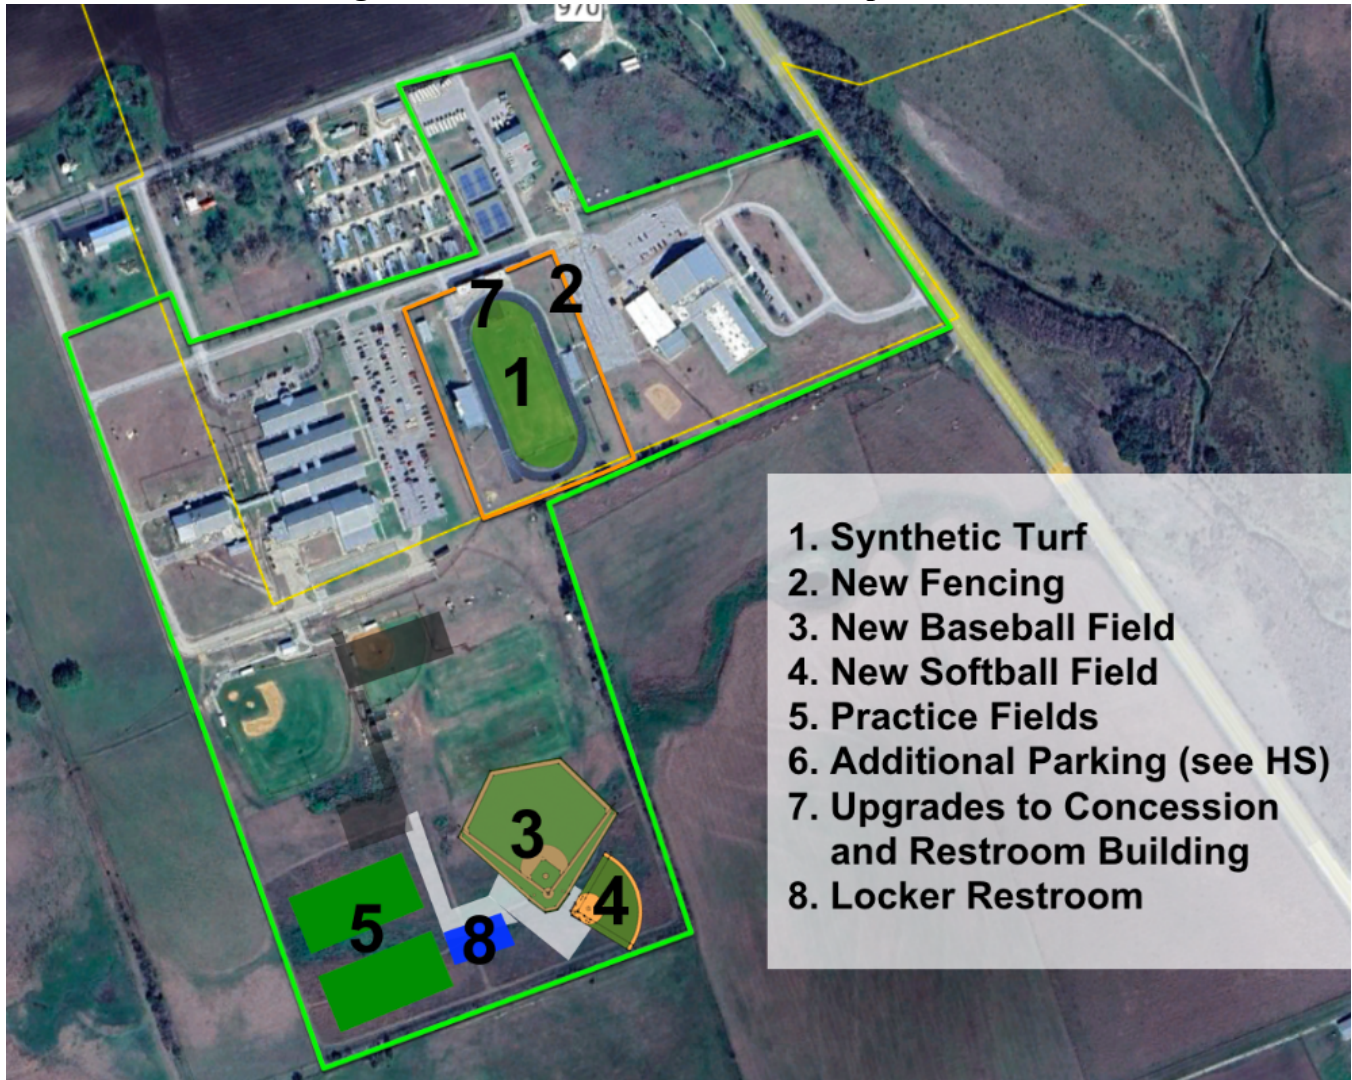 970
2
7
1
1. Synthetic Turf
2. New Fencing
3. New Baseball Field
4. New Softball Field
5. Practice Fields
6. Additional Parking (see HS)
7. Upgrades to Concession
and Restroom Building
8. Locker Restroom
3
4
5
8